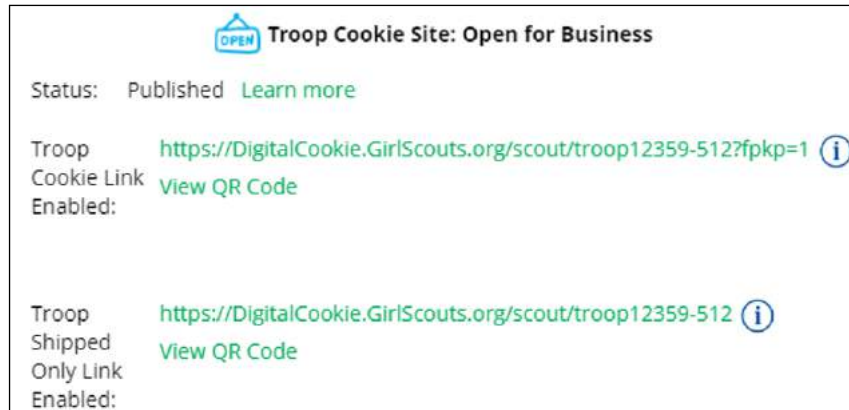 OPEN Troop Cookie Site: Open for Business
Status: Published Learn more
Troop Cookie Link Enabled: https://DigitalCookie.GirlScouts.org/scout/troop12359-512?fpkp=1 i
View QR Code
Troop Shipped Only Link Enabled: https://DigitalCookie.GirlScouts.org/scout/troop12359-512 i
View QR Code